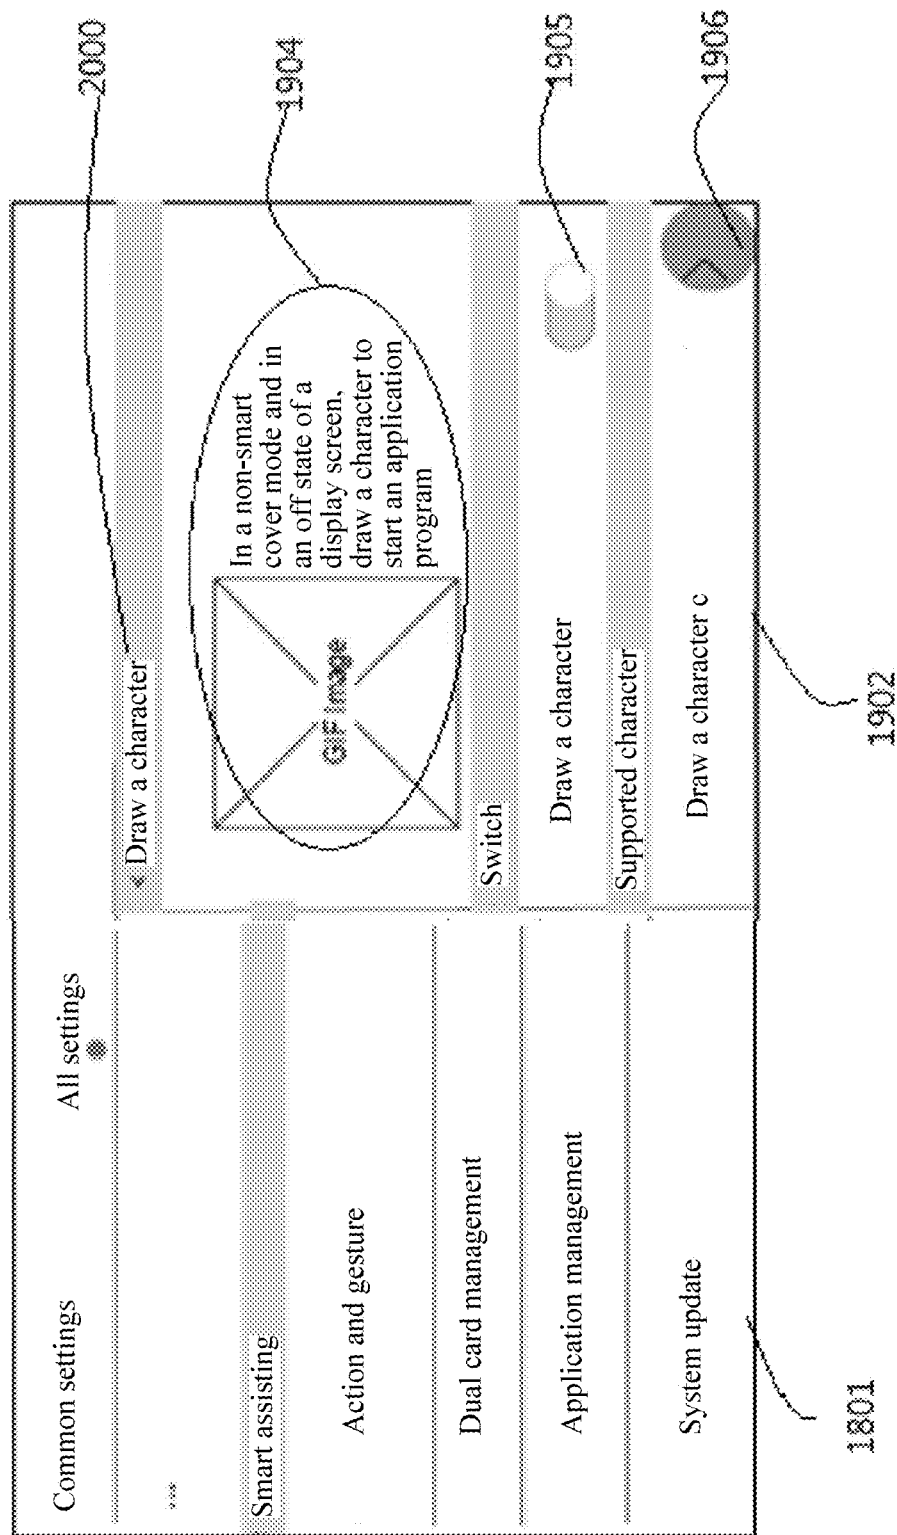 Common settings
All settings
...
Smart assisting
Action and gesture
Dual card management
Application management
System update
Draw a character
GIF image
In a non-smart
cover mode and in
an off state of a
display screen,
draw a character to
start an application
program
Switch
Draw a character
Supported character
Draw a character c
2000
1904
1905
1906
1801
1902